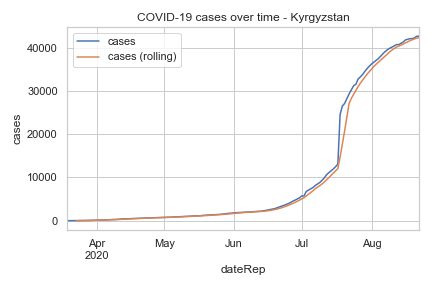 COVID-19 cases over time - Kyrgyzstan
cases
cases (rolling)
40000
30000
20000
10000
0
cases
Apr
2020
May
Jun
Jul
Aug
dateRep